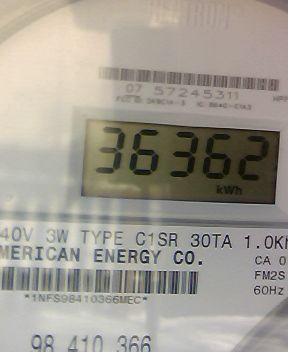 07 57245311
36362
kWh
40V 3W TYPE C1SR 30TA 1.0Kh
MERICAN ENERGY CO.
CA 0
FM2S
*1NFS98410366MEC*
60Hz
98 410 366